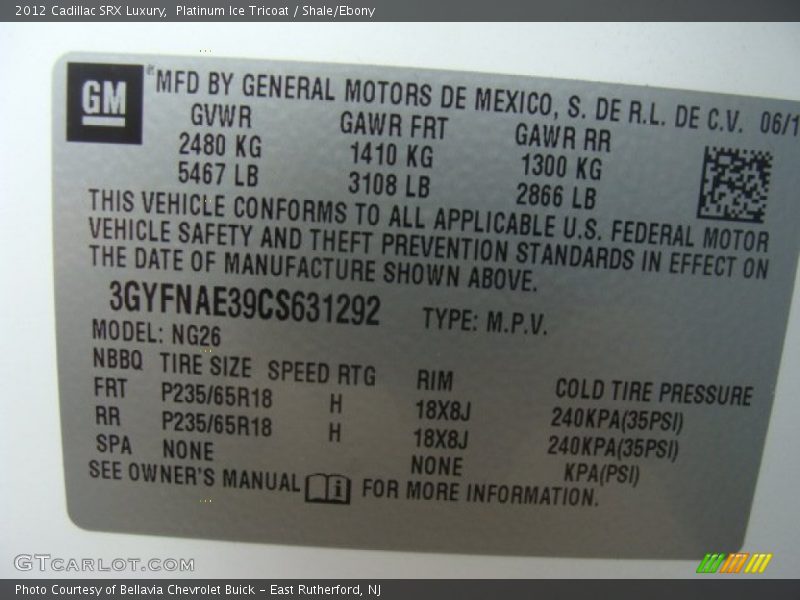 2012 Cadillac SRX Luxury, Platinum Ice Tricoat / Shale/Ebony
GM
® MFD BY GENERAL MOTORS DE MEXICO, S. DE R.L. DE C.V. 06/1
GVWR GAWR FRT GAWR RR
2480 KG 1410 KG 1300 KG
5467 LB 3108 LB 2866 LB
THIS VEHICLE CONFORMS TO ALL APPLICABLE U.S. FEDERAL MOTOR
VEHICLE SAFETY AND THEFT PREVENTION STANDARDS IN EFFECT ON
THE DATE OF MANUFACTURE SHOWN ABOVE.
3GYFNAE39CS631292 TYPE: M.P.V.
MODEL: NG26
NBBQ TIRE SIZE SPEED RTG RIM COLD TIRE PRESSURE
FRT P235/65R18 H 18X8J 240KPA(35PSI)
RR P235/65R18 H 18X8J 240KPA(35PSI)
SPA NONE NONE KPA(PSI)
SEE OWNER'S MANUAL i FOR MORE INFORMATION.
GTCARLOT.COM
Photo Courtesy of Bellavia Chevrolet Buick – East Rutherford, NJ